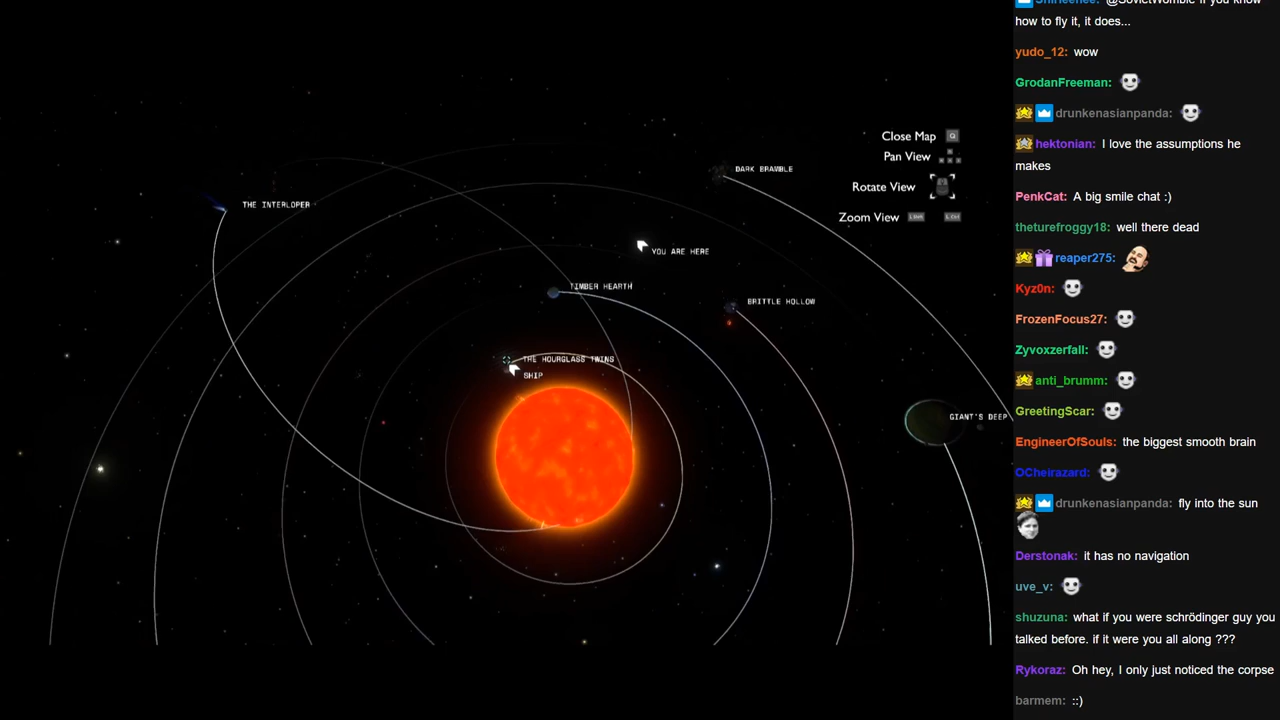 Close Map Q
Pan View
DARK BRAMBLE
Rotate View
THE INTERLOPER
Zoom View
YOU ARE HERE
TIMBER HEARTH
BRITTLE HOLLOW
THE HOURGLASS TWINS
SHIP
GIANT'S DEEP
how to fly it, it does...
yudo_12: wow
GrodanFreeman:
drunkenasianpanda:
hektonian: I love the assumptions he
makes
PenkCat: A big smile chat :)
theturefroggy18: well there dead
reaper275:
Kyz0n:
FrozenFocus27:
Zyvoxzerfall:
anti_brumm:
GreetingScar:
EngineerOfSouls: the biggest smooth brain
OCheirazard:
drunkenasianpanda: fly into the sun
Derstonak: it has no navigation
uve_v:
shuzuna: what if you were schrödinger guy you
talked before. if it were you all along ???
Rykoraz: Oh hey, I only just noticed the corpse
barmem: ::)